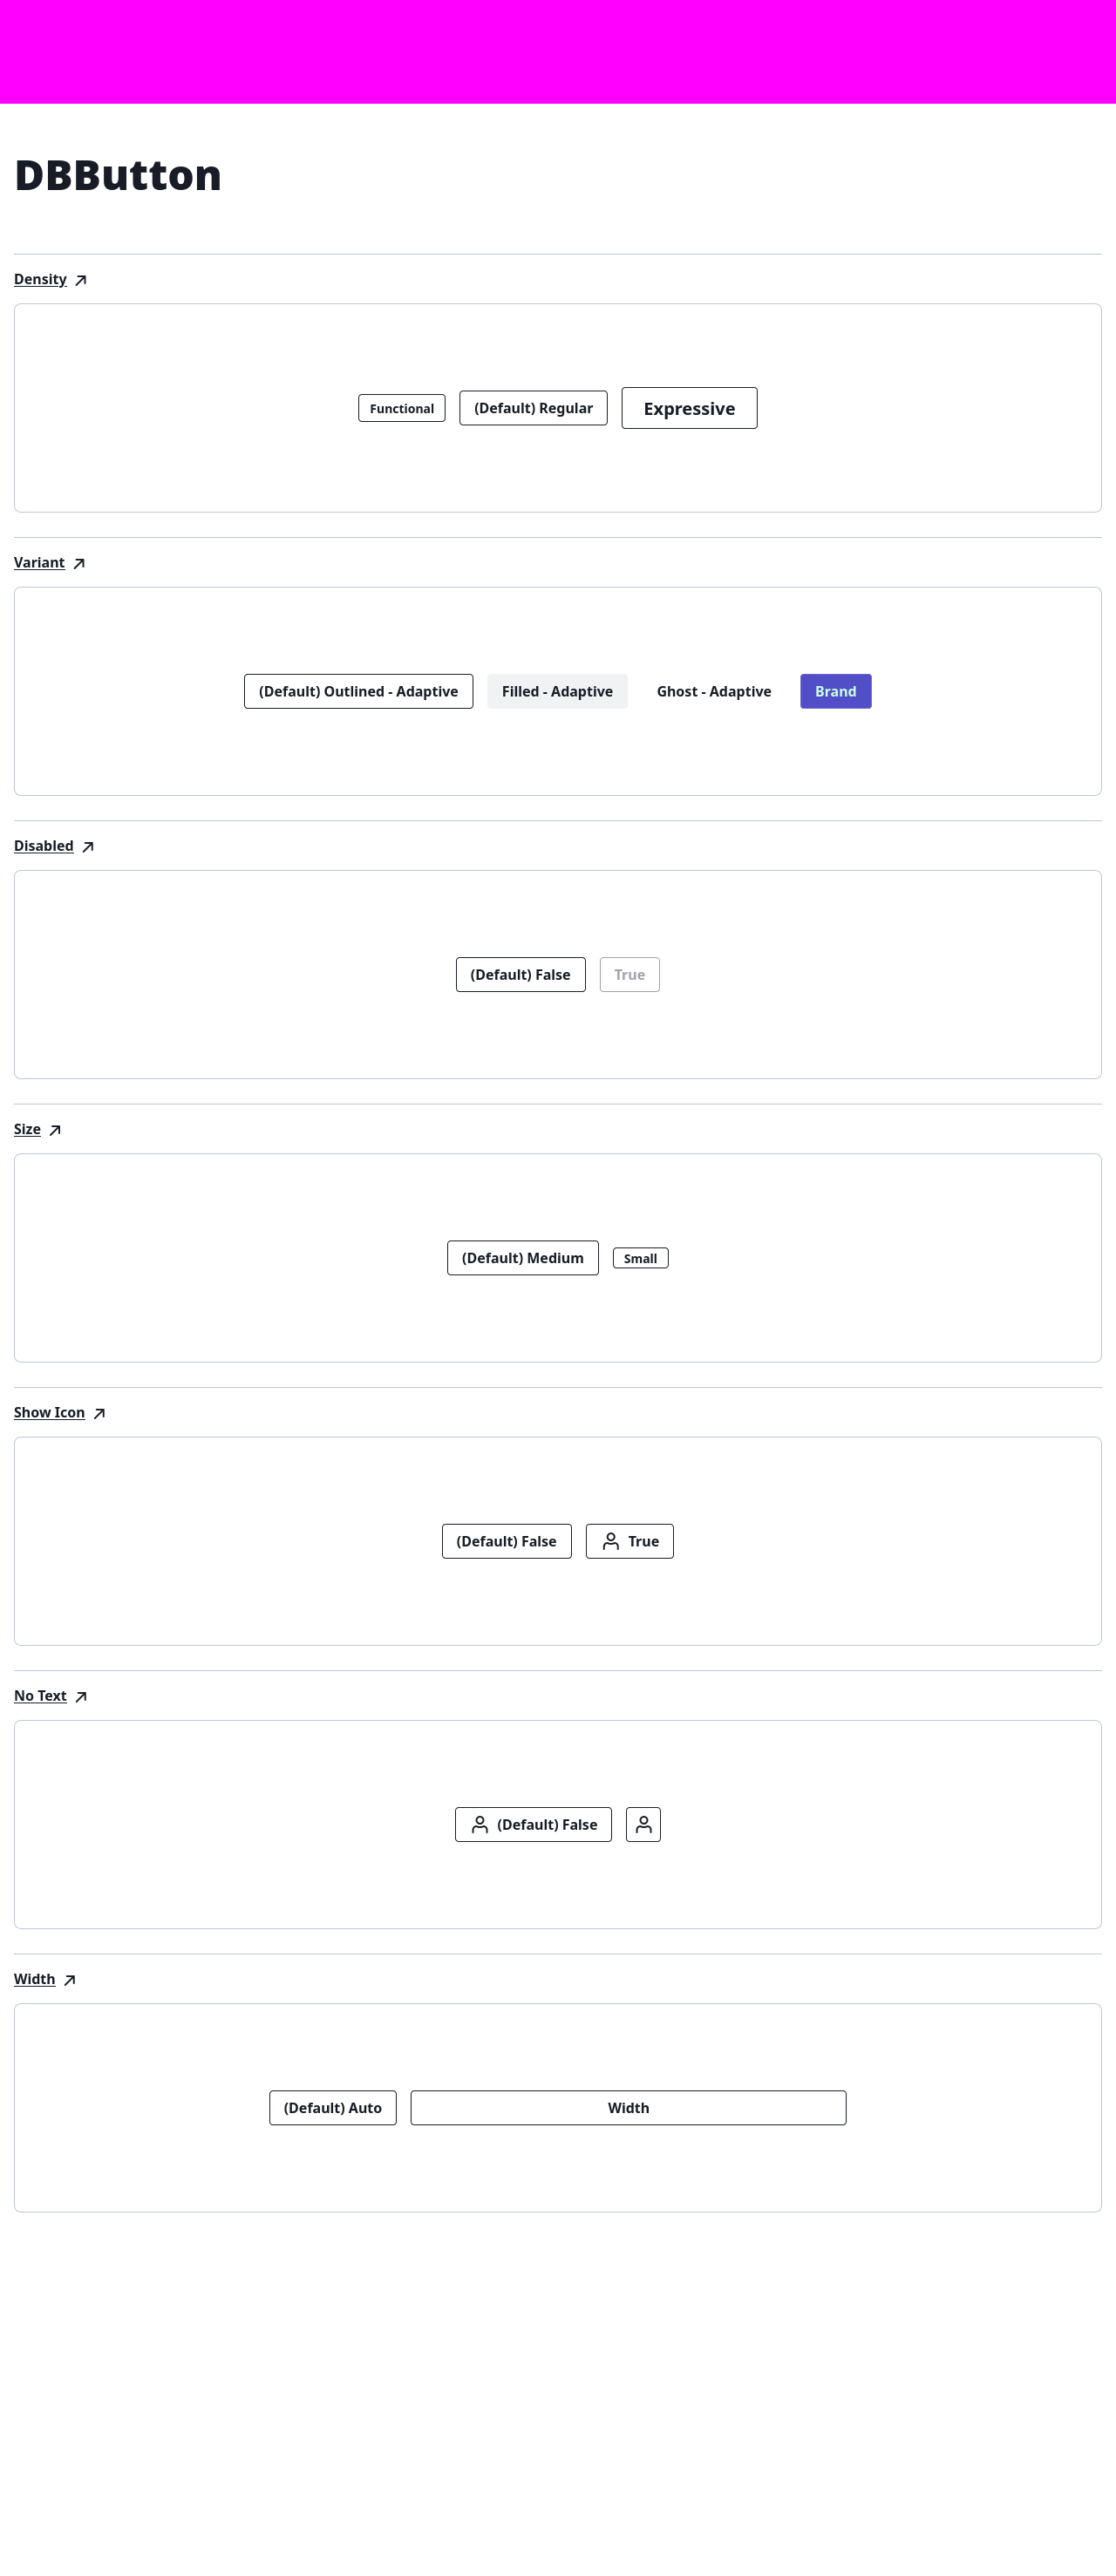 DBButton
Density
Functional (Default) Regular Expressive
Variant
(Default) Outlined - Adaptive Filled - Adaptive Ghost - Adaptive Brand
Disabled
(Default) False True
Size
(Default) Medium Small
Show Icon
(Default) False True
No Text
(Default) False
Width
(Default) Auto Width